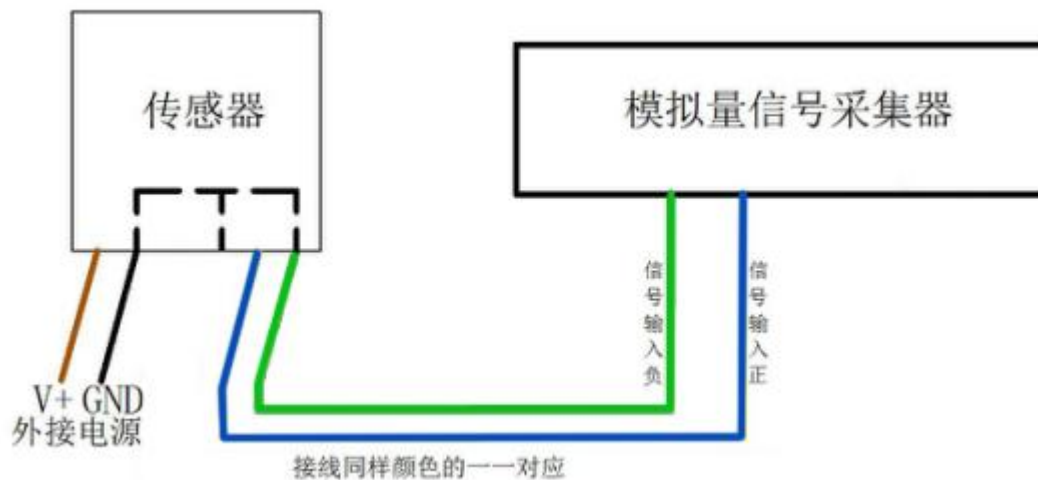 传感器
模拟量信号采集器
信号输入负
信号输入正
V+ GND
外接电源
接线同样颜色的一一对应